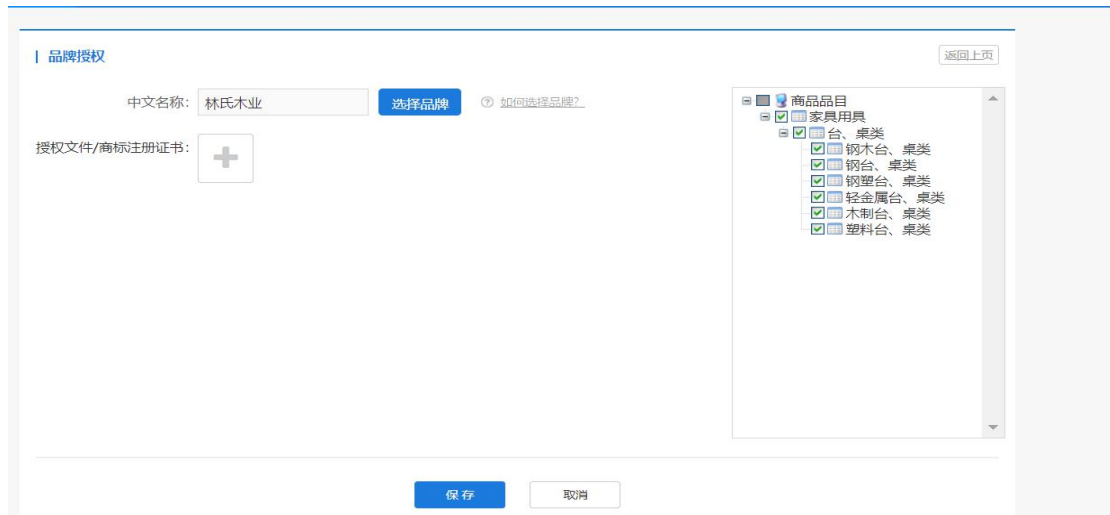 品牌授权
返回上页
中文名称:
林氏木业
选择品牌
如何选择品牌?
授权文件/商标注册证书:
商品品目
家具用具
台、桌类
钢木台、桌类
钢台、桌类
钢塑台、桌类
轻金属台、桌类
木制台、桌类
塑料台、桌类
保存
取消